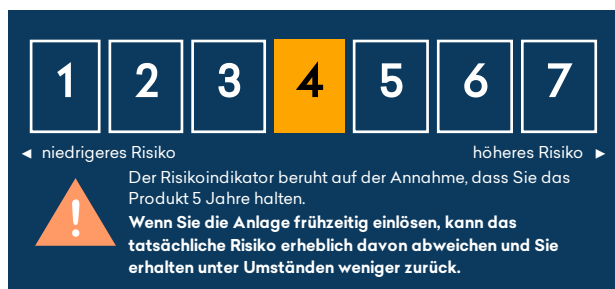 1 2 3 4 5 6 7
◄ niedrigeres Risiko höheres Risiko ►
Der Risikoindikator beruht auf der Annahme, dass Sie das
Produkt 5 Jahre halten.
Wenn Sie die Anlage frühzeitig einlösen, kann das
tatsächliche Risiko erheblich davon abweichen und Sie
erhalten unter Umständen weniger zurück.